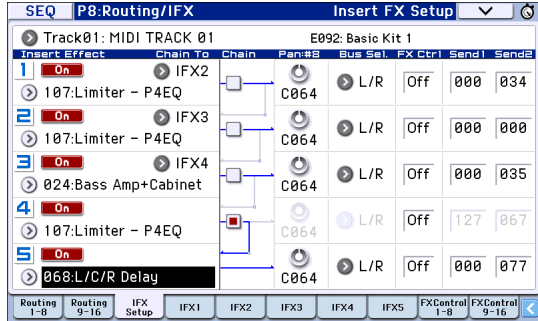 SEQ P8:Routing/IFX Insert FX Setup
Track01: MIDI TRACK 01 E092: Basic Kit 1
Insert Effect Chain To Chain Pan:#8 Bus Sel. FX Ctrl Send1 Send2
1 On IFX2
107:Limiter – P4EQ C064 L/R Off 000 034
2 On IFX3
107:Limiter – P4EQ C064 L/R Off 000 000
3 On IFX4
024:Bass Amp+Cabinet C064 L/R Off 000 035
4 On
107:Limiter – P4EQ C064 L/R Off 127 067
5 On
068:L/C/R Delay C064 L/R Off 000 077
Routing 1-8 Routing 9-16 IFX Setup IFX1 IFX2 IFX3 IFX4 IFX5 FXControl 1-8 FXControl 9-16